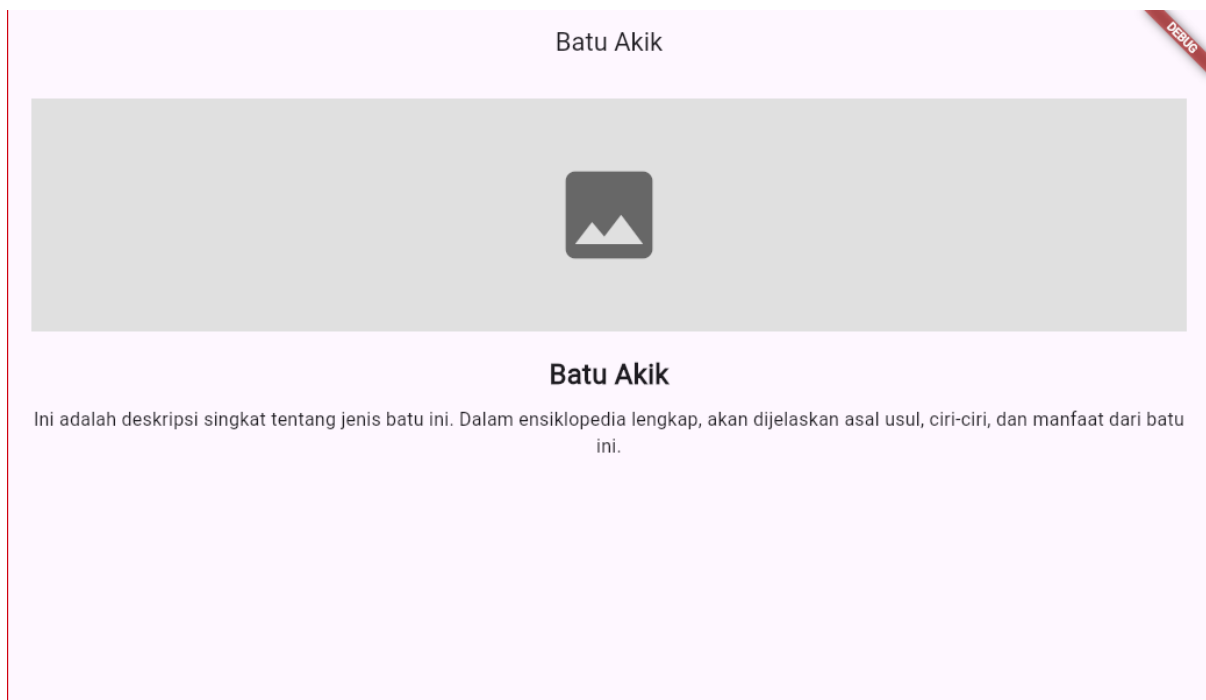 Batu Akik
DEBUG
Batu Akik
Ini adalah deskripsi singkat tentang jenis batu ini. Dalam ensiklopedia lengkap, akan dijelaskan asal usul, ciri-ciri, dan manfaat dari batu
ini.